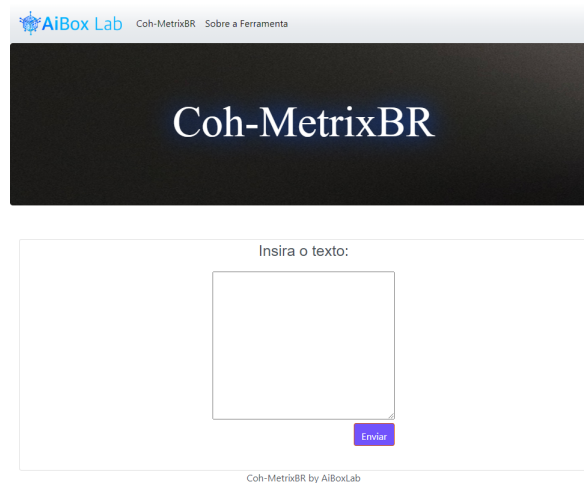 AiBox Lab Coh-MetrixBR Sobre a Ferramenta
Coh-MetrixBR
Insira o texto:
Enviar
Coh-MetrixBR by AiBoxLab